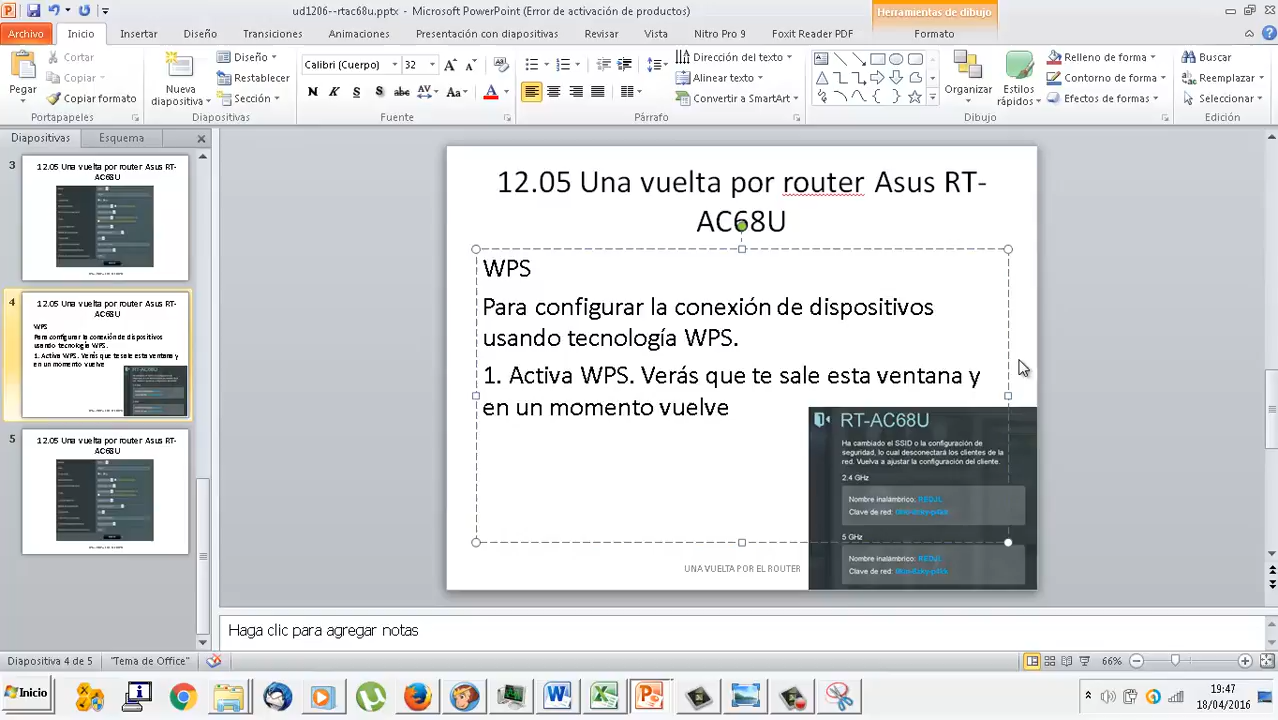 ud1206--rtac68u.pptx - Microsoft PowerPoint (Error de activación de productos)
Herramientas de dibujo
Archivo Inicio Insertar Diseño Transiciones Animaciones Presentación con diapositivas Revisar Vista Nitro Pro 9 Foxit Reader PDF Formato
Pegar
Cortar
Copiar
Copiar formato
Portapapeles
Nueva diapositiva
Diseño
Restablecer
Sección
Diapositivas
Calibri (Cuerpo) 32
N K S S abc AV Aa A
Fuente
Dirección del texto
Alinear texto
Convertir a SmartArt
Párrafo
Organizar
Estilos rápidos
Relleno de forma
Contorno de forma
Efectos de formas
Dibujo
Buscar
Reemplazar
Seleccionar
Edición
Diapositivas Esquema
3
12.05 Una vuelta por router Asus RT-
AC68U
4
12.05 Una vuelta por router Asus RT-
AC68U
WPS
Para configurar la conexión de dispositivos
usando tecnología WPS.
1. Activa WPS. Verás que te sale esta ventana y
en un momento vuelve
5
12.05 Una vuelta por router Asus RT-
AC68U
12.05 Una vuelta por router Asus RT-
AC68U
WPS
Para configurar la conexión de dispositivos
usando tecnología WPS.
1. Activa WPS. Verás que te sale esta ventana y
en un momento vuelve
RT-AC68U
Ha cambiado el SSID o la configuración de
seguridad, lo cual desconectará los clientes de la
red. Vuelva a ajustar la configuración del cliente.
2.4 GHz
Nombre inalámbrico: REDJL
Clave de red:
5 GHz
Nombre inalámbrico: REDJL
Clave de red:
UNA VUELTA POR EL ROUTER
Haga clic para agregar notas
Diapositiva 4 de 5 "Tema de Office" 66%
Inicio
19:47
18/04/2016